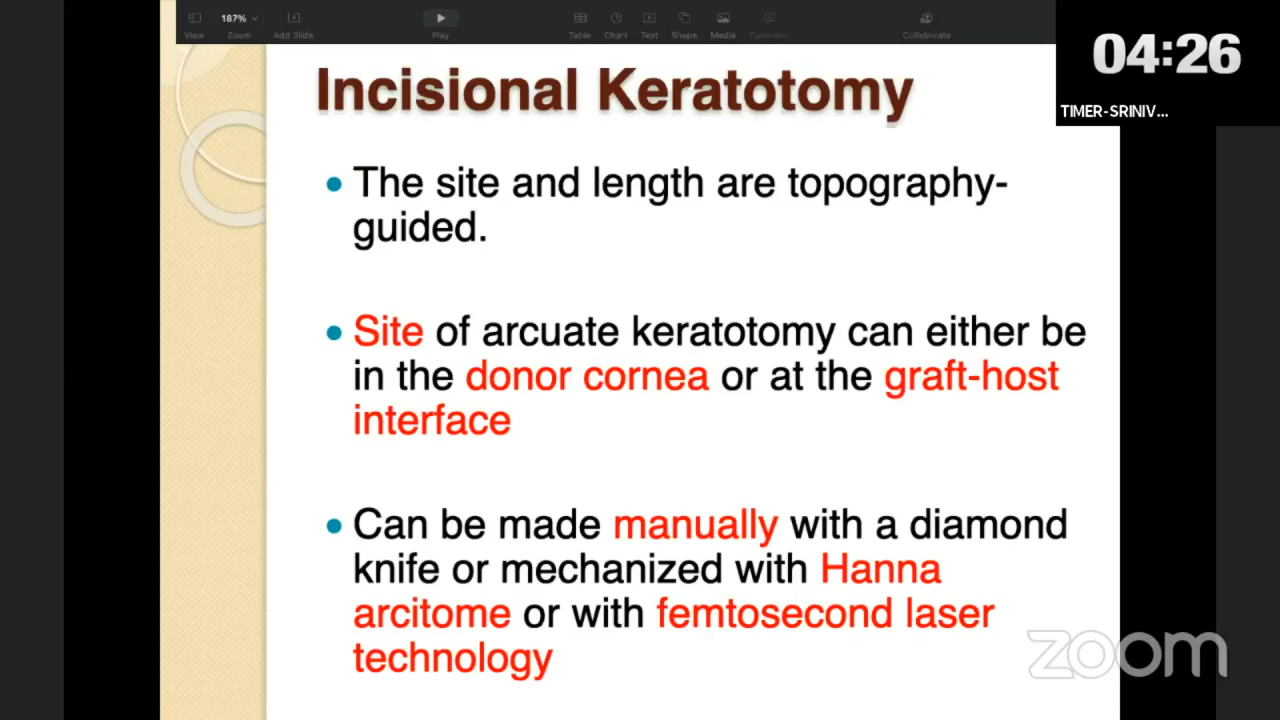 187%
View
Zoom
Add Slide
Play
Table
Chart
Text
Shape
Media
Comment
Collaborate
04:26
TIMER-SRINIV...
Incisional Keratotomy
• The site and length are topography-
guided.
• Site of arcuate keratotomy can either be
in the donor cornea or at the graft-host
interface
• Can be made manually with a diamond
knife or mechanized with Hanna
arcitome or with femtosecond laser
technology
zoom